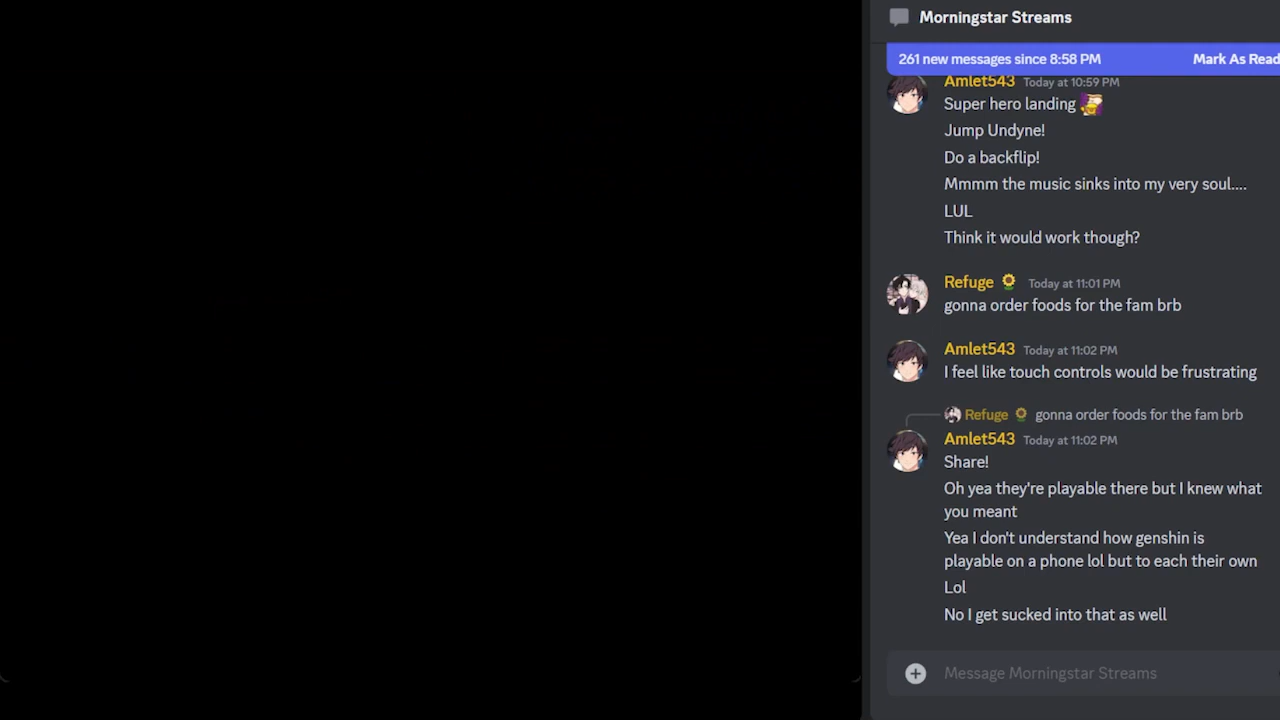 Morningstar Streams
261 new messages since 8:58 PM Mark As Read
Amlet543 Today at 10:59 PM
Super hero landing
Jump Undyne!
Do a backflip!
Mmmm the music sinks into my very soul....
LUL
Think it would work though?
Refuge Today at 11:01 PM
gonna order foods for the fam brb
Amlet543 Today at 11:02 PM
I feel like touch controls would be frustrating
Refuge gonna order foods for the fam brb
Amlet543 Today at 11:02 PM
Share!
Oh yea they're playable there but I knew what
you meant
Yea I don't understand how genshin is
playable on a phone lol but to each their own
Lol
No I get sucked into that as well
Message Morningstar Streams